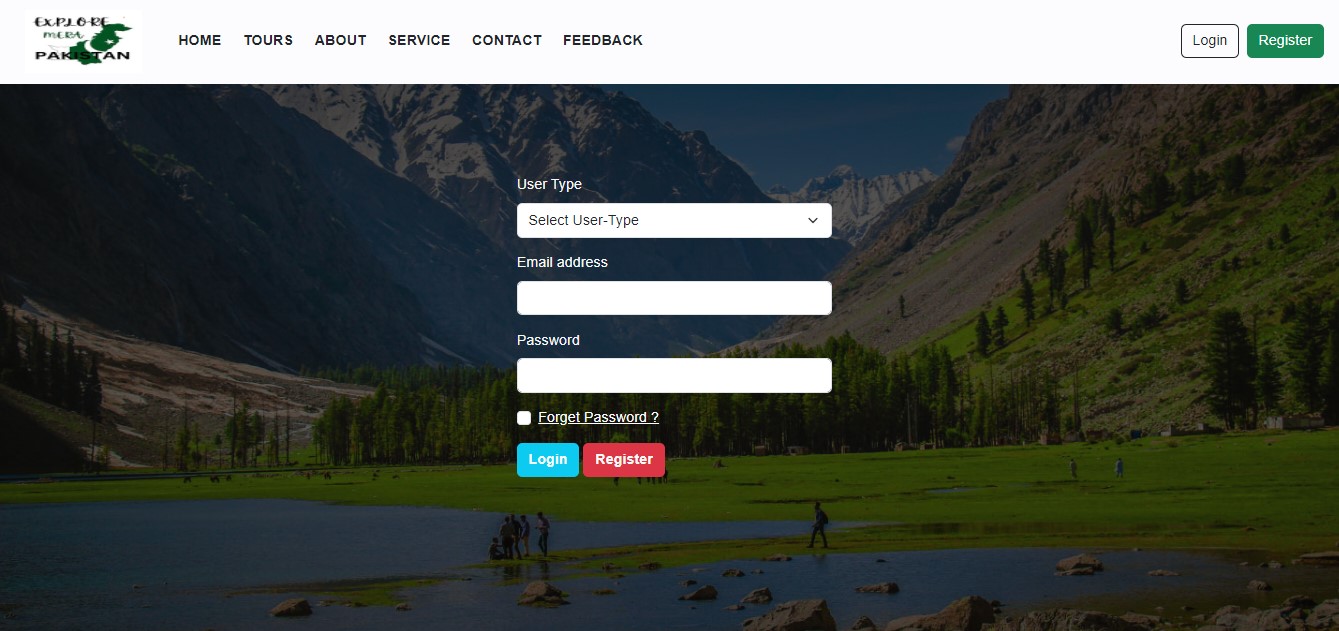 EXPLORE
MERA
PAKISTAN
HOME TOURS ABOUT SERVICE CONTACT FEEDBACK
Login Register
User Type
Select User-Type
Email address
Password
Forget Password ?
Login Register